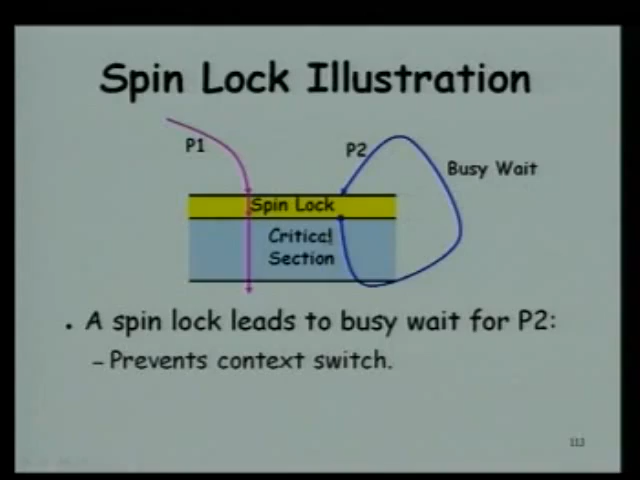 Spin Lock Illustration
P1
P2
Busy Wait
Spin Lock
Critical
Section
• A spin lock leads to busy wait for P2:
– Prevents context switch.
113